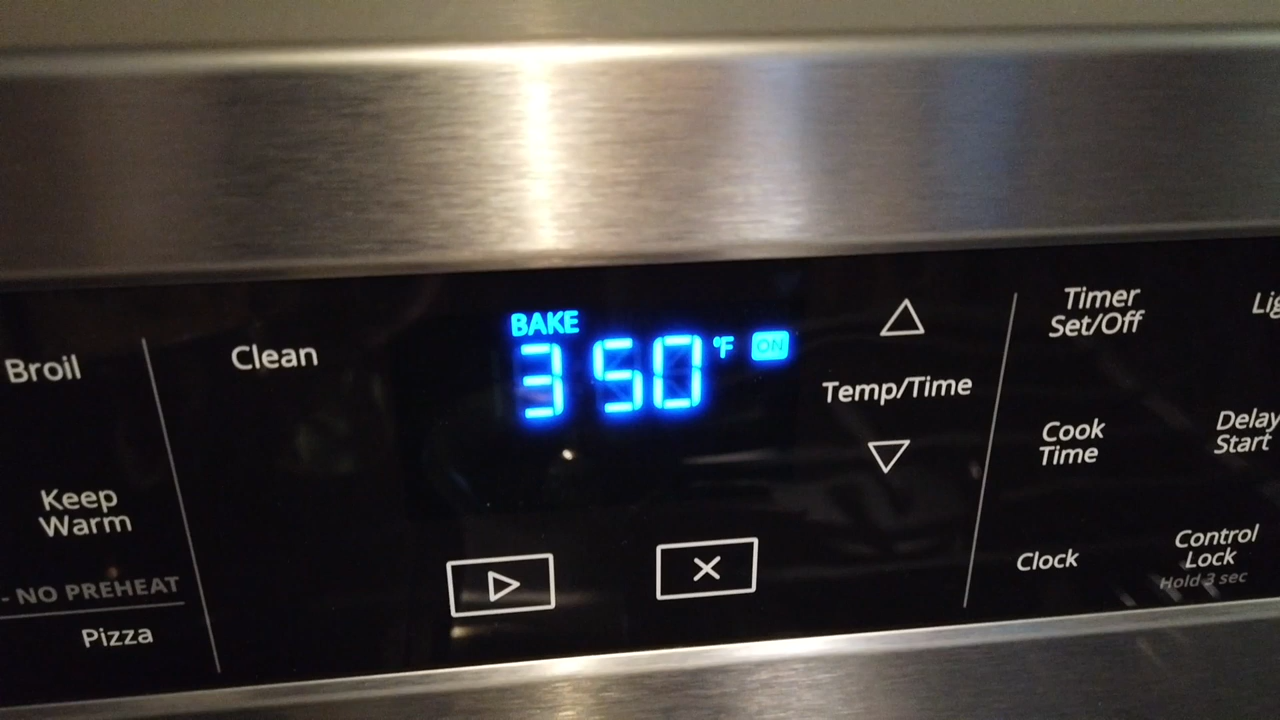 Broil
Clean
Keep
Warm
- NO PREHEAT
Pizza
BAKE
350 °F ON
Temp/Time
Timer
Set/Off
Cook
Time
Delay
Start
Clock
Control
Lock
Hold 3 sec